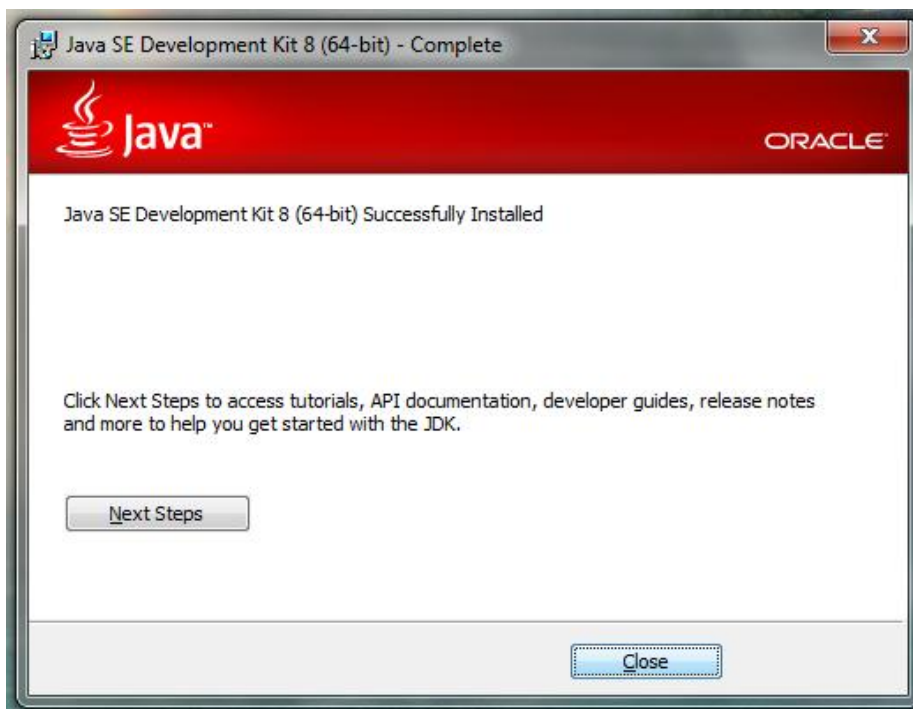 Java SE Development Kit 8 (64-bit) - Complete
x
Java™
ORACLE
Java SE Development Kit 8 (64-bit) Successfully Installed
Click Next Steps to access tutorials, API documentation, developer guides, release notes
and more to help you get started with the JDK.
Next Steps
Close